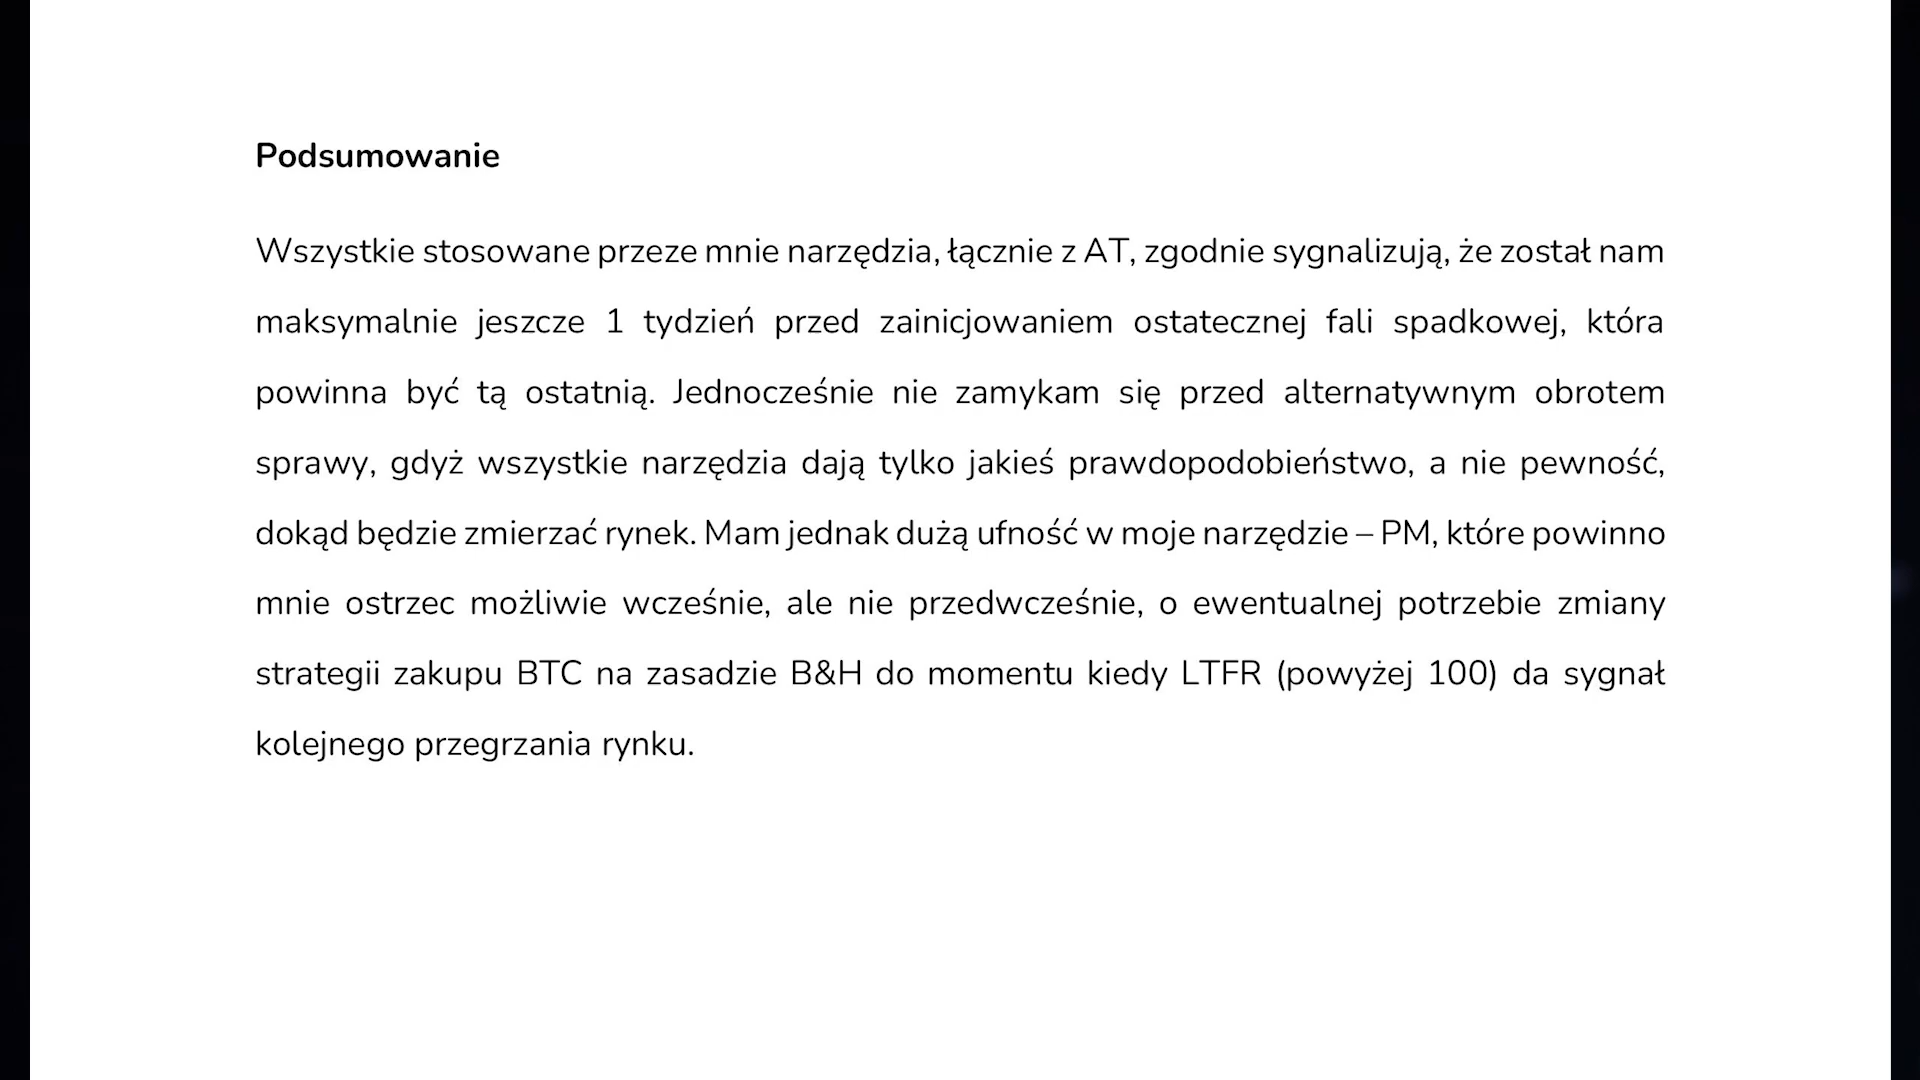 Podsumowanie
Wszystkie stosowane przeze mnie narzędzia, łącznie z AT, zgodnie sygnalizują, że został nam
maksymalnie jeszcze 1 tydzień przed zainicjowaniem ostatecznej fali spadkowej, która
powinna być tą ostatnią. Jednocześnie nie zamykam się przed alternatywnym obrotem
sprawy, gdyż wszystkie narzędzia dają tylko jakieś prawdopodobieństwo, a nie pewność,
dokąd będzie zmierzać rynek. Mam jednak dużą ufność w moje narzędzie – PM, które powinno
mnie ostrzec możliwie wcześnie, ale nie przedwcześnie, o ewentualnej potrzebie zmiany
strategii zakupu BTC na zasadzie B&H do momentu kiedy LTFR (powyżej 100) da sygnał
kolejnego przegrzania rynku.